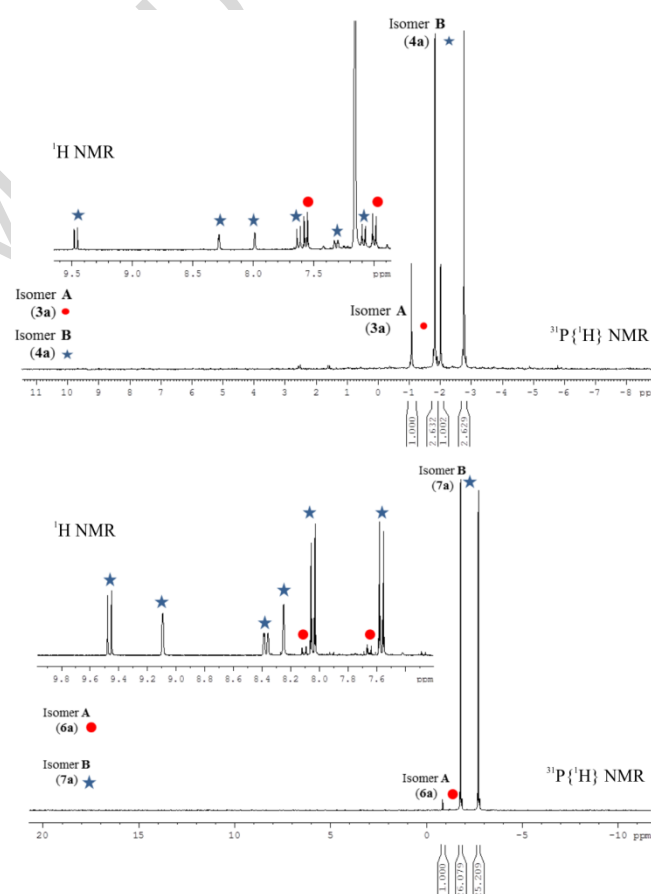 Isomer B
(4a)
¹H NMR
9.5 9.0 8.5 8.0 7.5 ppm
Isomer A
(3a)
Isomer B
(4a)
Isomer A
(3a)
³¹P{¹H} NMR
11 10 9 8 7 6 5 4 3 2 1 0 -1 -2 -3 -4 -5 -6 -7 -8 ppm
1.000 2.632 1.002 2.629
Isomer B
(7a)
¹H NMR
9.8 9.6 9.4 9.2 9.0 8.8 8.6 8.4 8.2 8.0 7.8 7.6 ppm
Isomer A
(6a)
Isomer B
(7a)
Isomer A
(6a)
³¹P{¹H} NMR
20 15 10 5 0 -5 -10 ppm
1.000 6.079 5.209